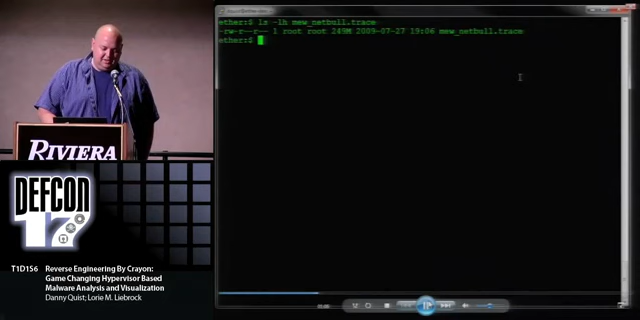 ether:$ ls -lh mew_netbull.trace
-rw-r--r-- 1 root root 249M 2009-07-27 19:06 mew_netbull.trace
ether:$
RIVIERA
DEFCON
17
T1D1S6 Reverse Engineering By Crayon:
Game Changing Hypervisor Based
Malware Analysis and Visualization
Danny Quist; Lorie M. Liebrock